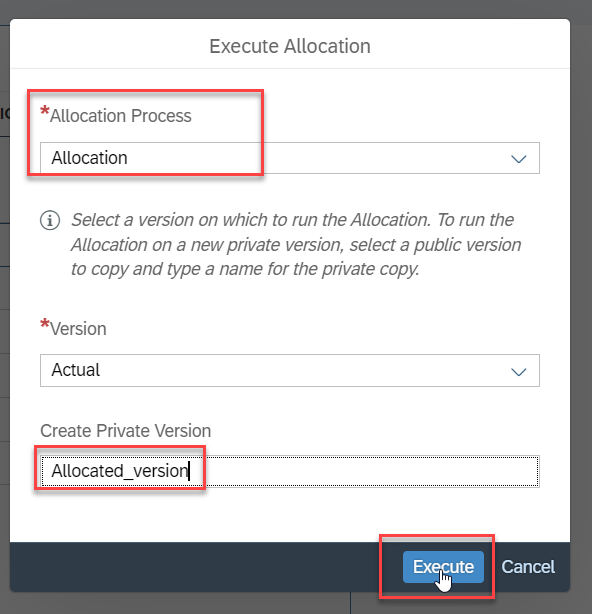 Execute Allocation
*Allocation Process
Allocation
Select a version on which to run the Allocation. To run the
Allocation on a new private version, select a public version
to copy and type a name for the private copy.
*Version
Actual
Create Private Version
Allocated_version
Execute Cancel